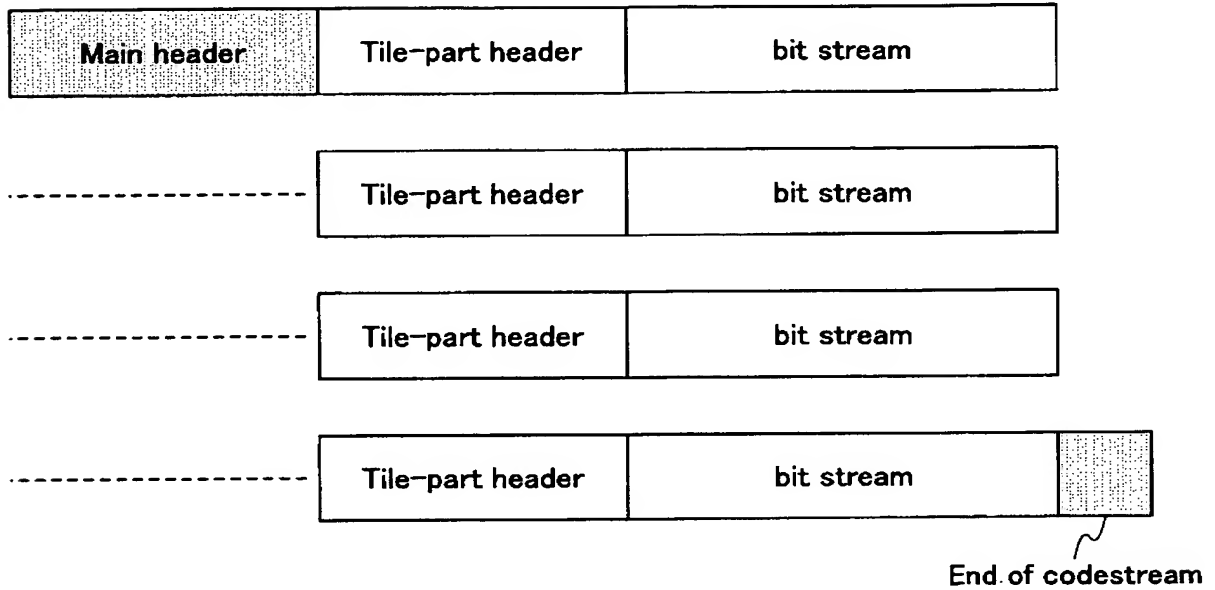 Main header Tile-part header bit stream
Tile-part header bit stream
Tile-part header bit stream
Tile-part header bit stream
End of codestream